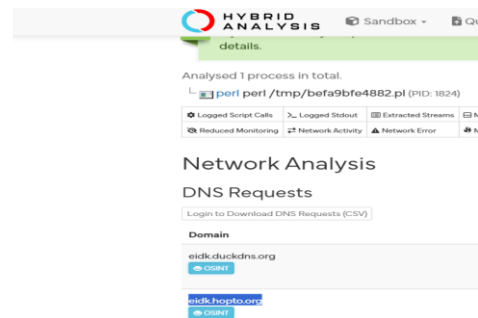 HYBRID
ANALYSIS
Sandbox
details.
Analysed 1 process in total.
perl perl /tmp/befa9bfe4882.pl (PID: 1824)
Logged Script Calls
>_ Logged Stdout
Extracted Streams
Reduced Monitoring
Network Activity
Network Error
Network Analysis
DNS Requests
Login to Download DNS Requests (CSV)
Domain
eidk.duckdns.org
OSINT
eidk.hopto.org
OSINT